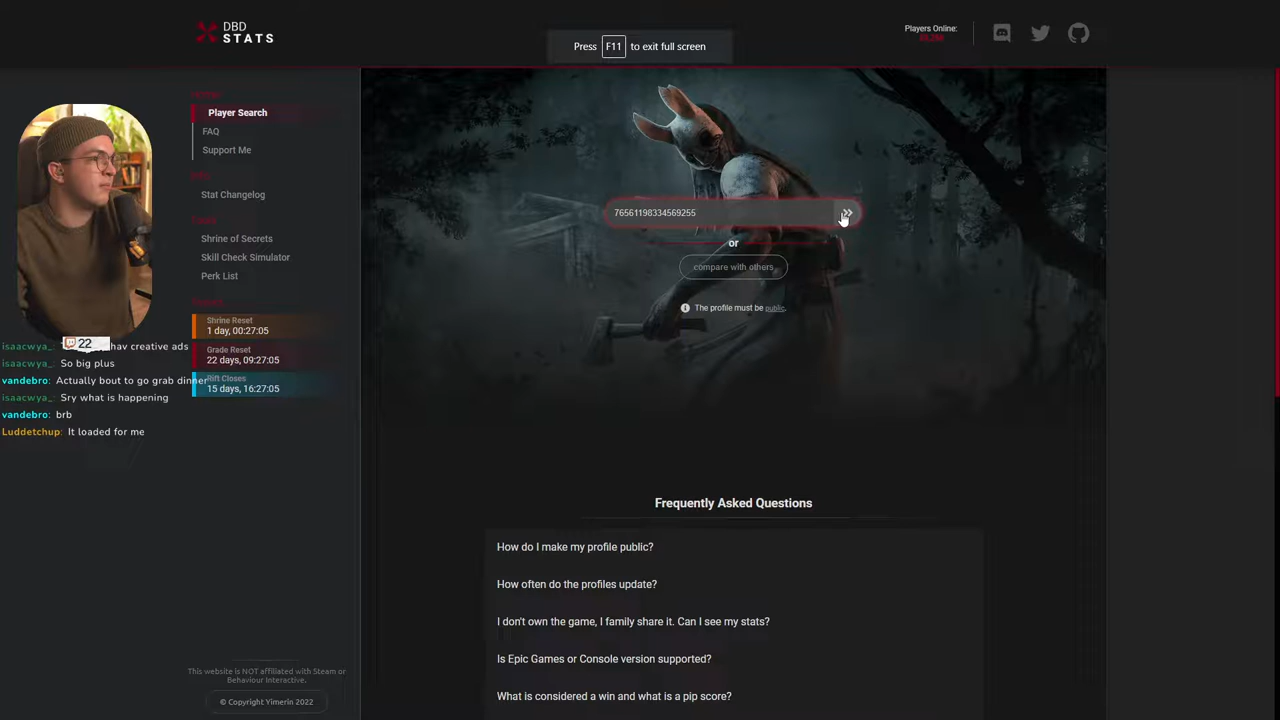 DBD
STATS
Press F11 to exit full screen
Players Online:
Player Search
FAQ
Support Me
Stat Changelog
Shrine of Secrets
Skill Check Simulator
Perk List
Shrine Reset
1 day, 00:27:05
Grade Reset
22 days, 09:27:05
Rift Closes
15 days, 16:27:05
76561198334569255
or
compare with others
The profile must be public.
22
isaacwya_: hav creative ads
isaacwya_: So big plus
vandebro: Actually bout to go grab dinner
isaacwya_: Sry what is happening
vandebro: brb
Luddetchup: It loaded for me
Frequently Asked Questions
How do I make my profile public?
How often do the profiles update?
I don't own the game, I family share it. Can I see my stats?
Is Epic Games or Console version supported?
What is considered a win and what is a pip score?
This website is NOT affiliated with Steam or
Behaviour Interactive.
© Copyright Yimerin 2022